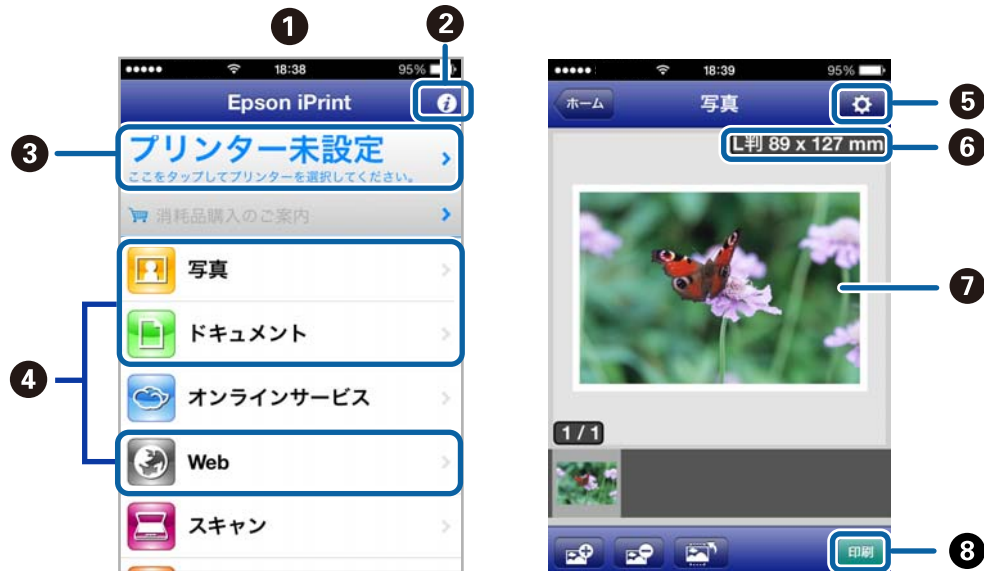 1
2
18:38
95%
Epson iPrint
3
プリンター未設定
ここをタップしてプリンターを選択してください。
消耗品購入のご案内
4
写真
ドキュメント
オンラインサービス
Web
スキャン
18:39
95%
ホーム
写真
5
L判 89 x 127 mm
6
7
1 / 1
印刷
8